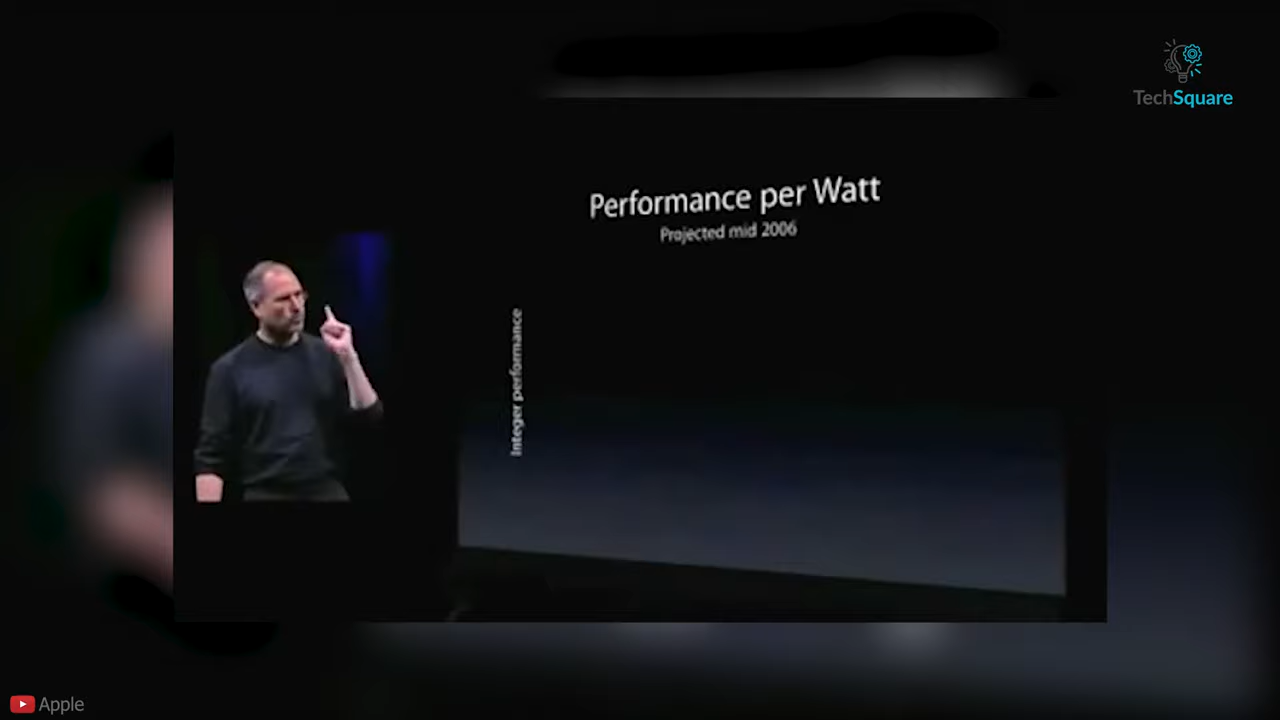 TechSquare
Performance per Watt
Projected mid 2006
Integer performance
Apple